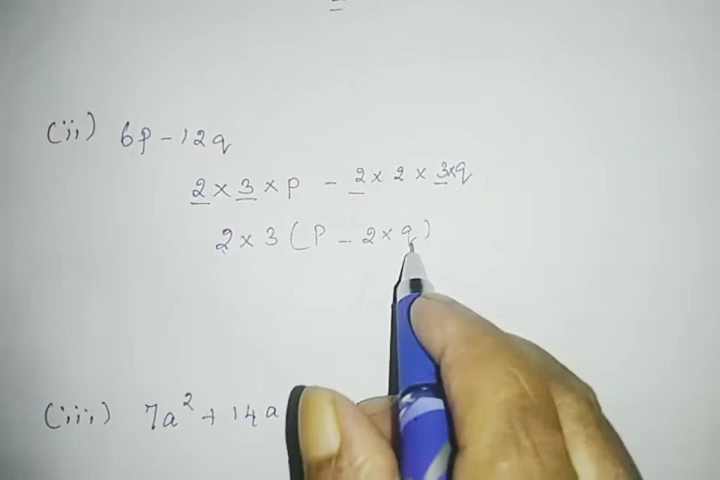 (ii) 6p - 12q
2 × 3 × p - 2 × 2 × 3 × q
2 × 3 (p - 2 × q)
(iii) 7a² + 14a